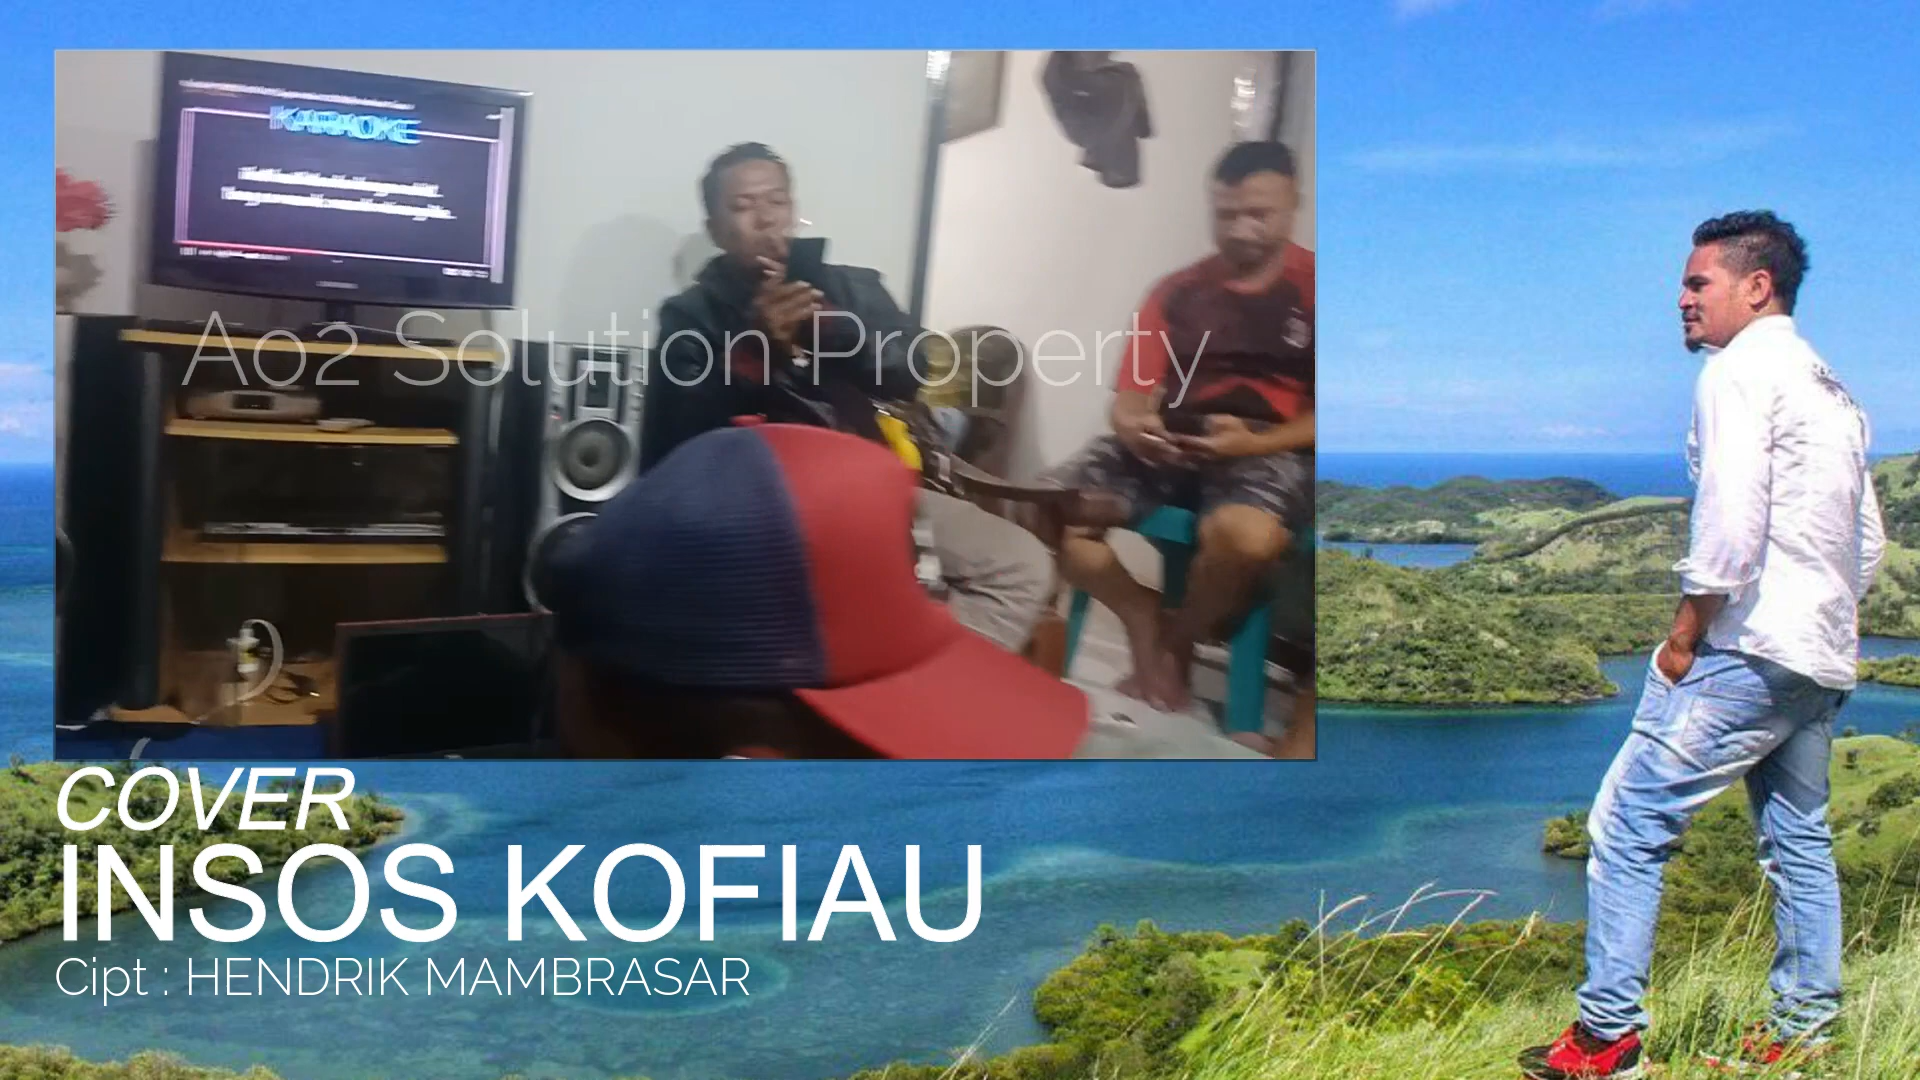 KARAOKE
Ao2 Solution Property
COVER
INSOS KOFIAU
Cipt : HENDRIK MAMBRASAR